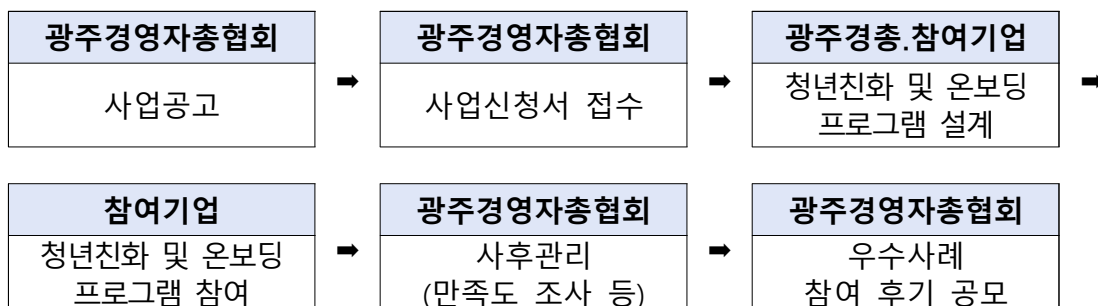 광주경영자총협회
사업공고
➡
광주경영자총협회
사업신청서 접수
➡
광주경총.참여기업
청년친화 및 온보딩
프로그램 설계
➡
참여기업
청년친화 및 온보딩
프로그램 참여
➡
광주경영자총협회
사후관리
(만족도 조사 등)
➡
광주경영자총협회
우수사례
참여 후기 공모